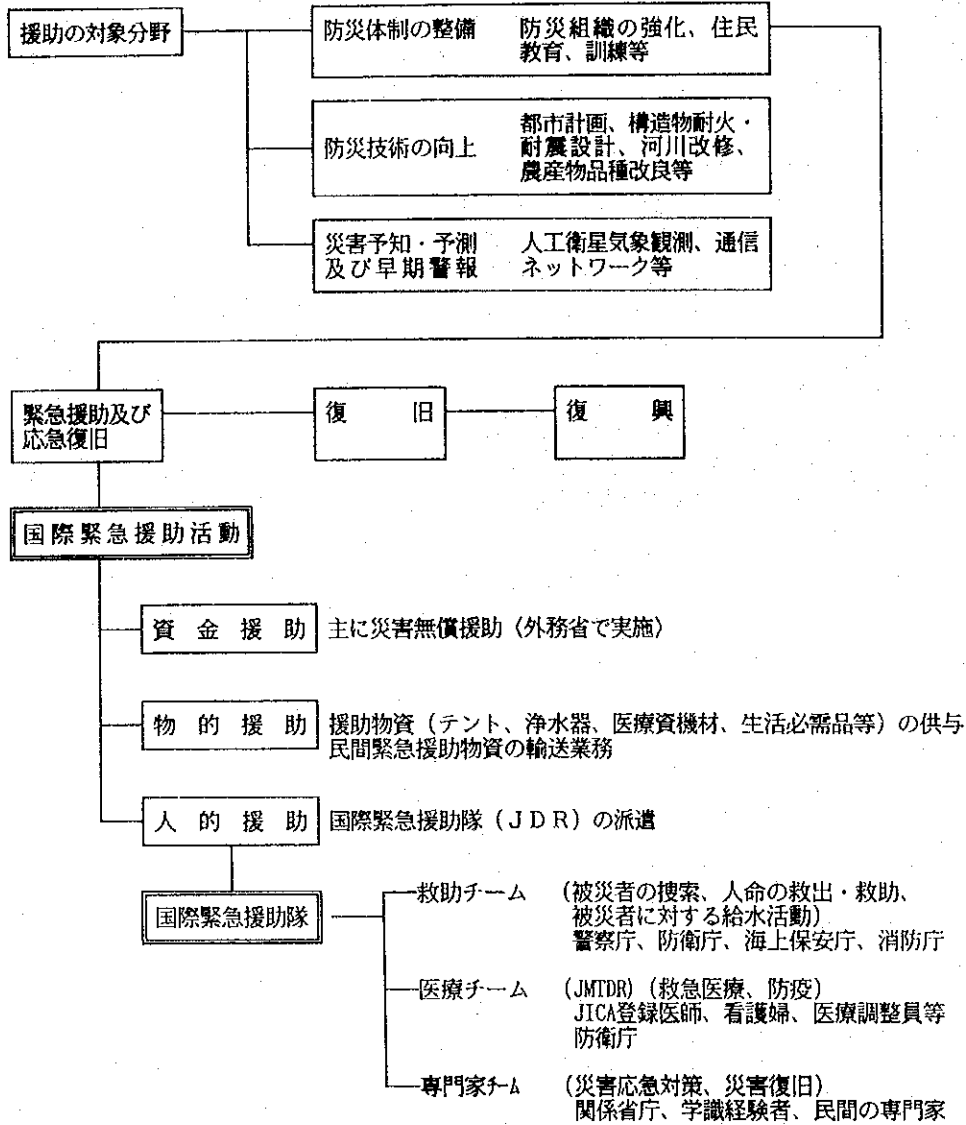 援助の対象分野
防災体制の整備 防災組織の強化、住民
教育、訓練等
防災技術の向上
都市計画、構造物耐火・
耐震設計、河川改修、
農産物品種改良等
災害予知・予測 人工衛星気象観測、通信
及び早期警報 ネットワーク等
緊急援助及び
応急復旧
復 旧
復 興
国際緊急援助活動
資金援助 主に災害無償援助（外務省で実施）
物的援助 援助物資（テント、浄水器、医療資機材、生活必需品等）の供与
民間緊急援助物資の輸送業務
人的援助 国際緊急援助隊（ＪＤＲ）の派遣
国際緊急援助隊
救助チーム （被災者の捜索、人命の救出・救助、
被災者に対する給水活動）
警察庁、防衛庁、海上保安庁、消防庁
医療チーム (JMTDR)（救急医療、防疫）
JICA登録医師、看護婦、医療調整員等
防衛庁
専門家チーム （災害応急対策、災害復旧）
関係省庁、学識経験者、民間の専門家